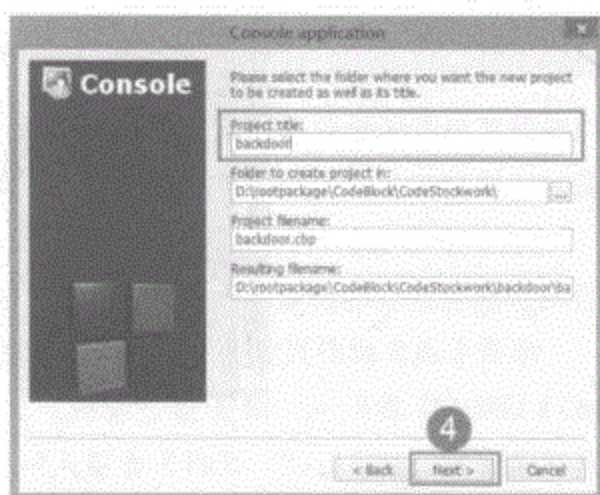 Console application
Console
Please select the folder where you want the new project
to be created as well as its title.
Project title:
backdoor
Folder to create project in:
D:\rootpackage\CodeBlock\CodeStockwork\
...
Project filename:
backdoor.cbp
Resulting filename:
D:\rootpackage\CodeBlock\CodeStockwork\backdoor\ba
4
< Back
Next >
Cancel